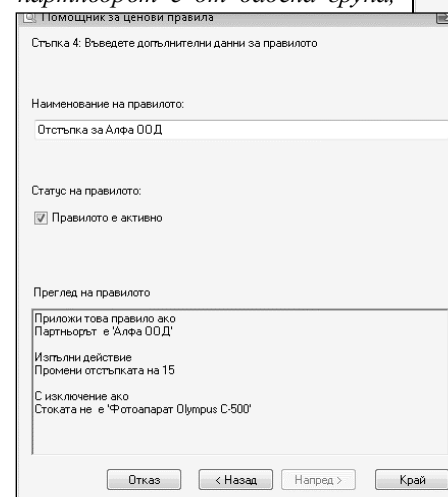 партньорът е от дадена група,
Помощник за ценови правила
Стъпка 4: Въведете допълнителни данни за правилото
Наименование на правилото:
Отстъпка за Алфа ООД
Статус на правилото:
Правилото е активно
Преглед на правилото
Приложи това правило ако
Партньорът е 'Алфа ООД'
Изпълни действие
Промени отстъпката на 15
С изключение ако
Стоката не е 'Фотоапарат Olympus C-500'
Отказ < Назад Напред > Край